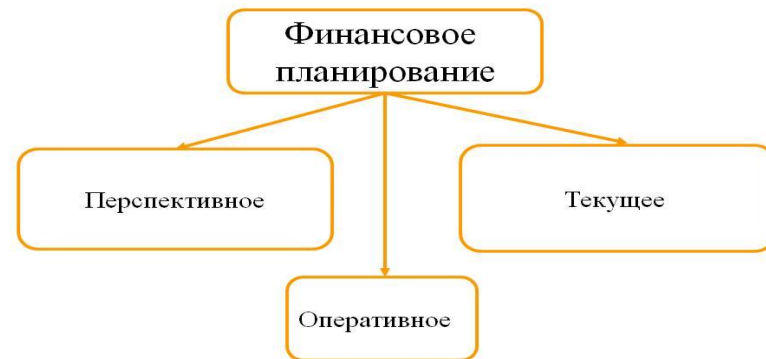 Финансовое
планирование
Перспективное
Текущее
Оперативное